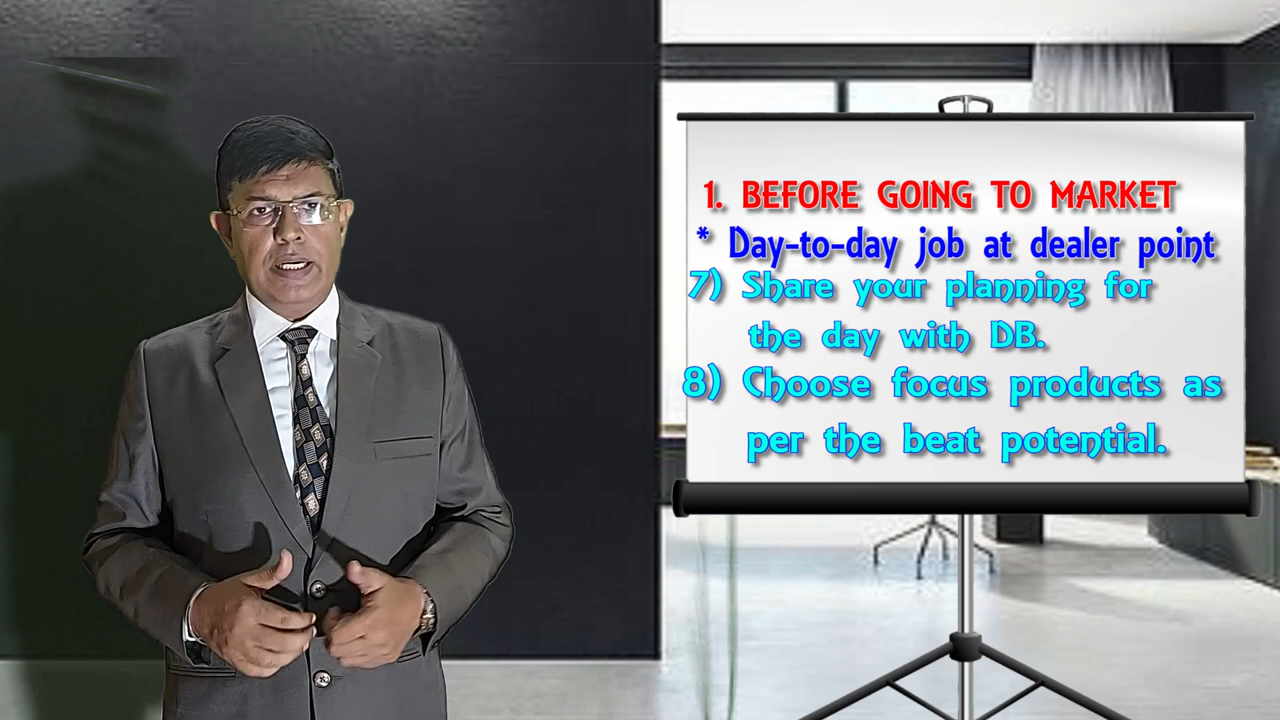 1. BEFORE GOING TO MARKET
* Day-to-day job at dealer point
7) Share your planning for
the day with DB.
8) Choose focus products as
per the beat potential.